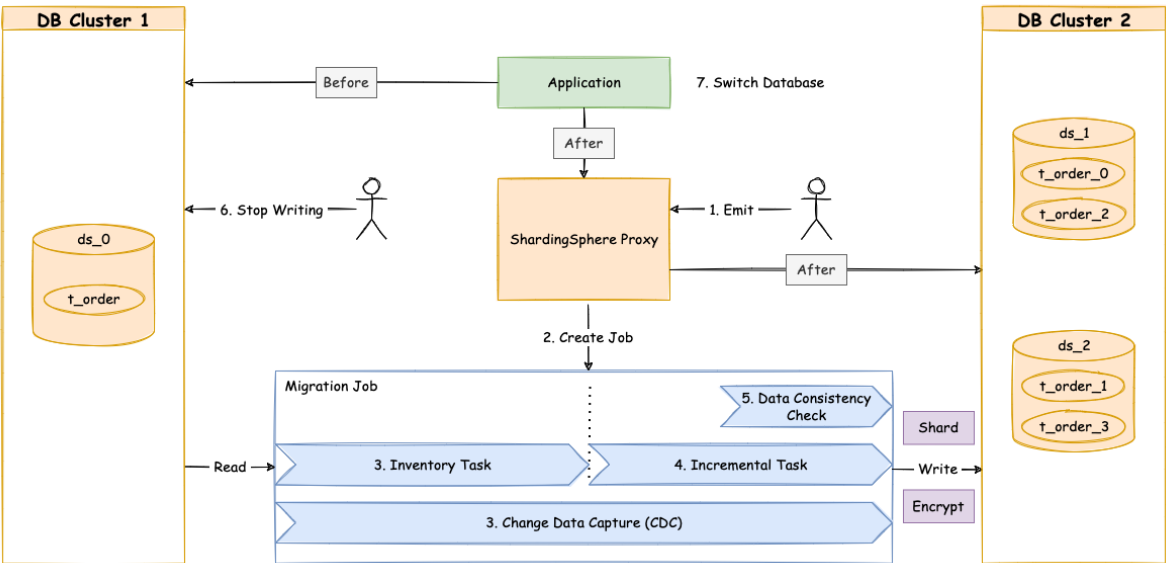 DB Cluster 1
DB Cluster 2
Before
Application
7. Switch Database
After
ds_1
t_order_0
t_order_2
6. Stop Writing
1. Emit
ShardingSphere Proxy
ds_0
t_order
After
2. Create Job
ds_2
t_order_1
t_order_3
Migration Job
5. Data Consistency
Check
Shard
Read
3. Inventory Task
4. Incremental Task
Write
Encrypt
3. Change Data Capture (CDC)